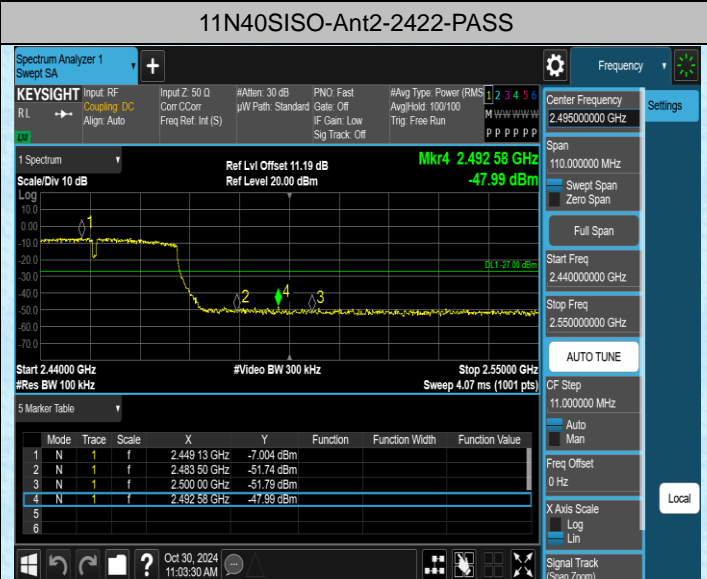 11N40SISO-Ant2-2422-PASS
Spectrum Analyzer 1
Swept SA
Frequency
KEYSIGHT
RL
LXI
Input: RF
Coupling: DC
Align: Auto
Input Z: 50 Ω
Corr CCorr
Freq Ref: Int (S)
#Atten: 30 dB
µW Path: Standard
PNO: Fast
Gate: Off
IF Gain: Low
Sig Track: Off
#Avg Type: Power (RMS
Avg|Hold: 100/100
Trig: Free Run
1 2 3 4 5 6
M W W W W W
P P P P P P
1 Spectrum
Scale/Div 10 dB
Ref Lvl Offset 11.19 dB
Ref Level 20.00 dBm
Mkr4 2.492 58 GHz
-47.99 dBm
Log
10.0
0.00
-10.0
-20.0
-30.0
-40.0
-50.0
-60.0
-70.0
1
2
4
3
DL1 -27.00 dBm
Start 2.44000 GHz
#Res BW 100 kHz
#Video BW 300 kHz
Stop 2.55000 GHz
Sweep 4.07 ms (1001 pts)
5 Marker Table
Mode Trace Scale X Y Function Function Width Function Value
1 N 1 f 2.449 13 GHz -7.004 dBm
2 N 1 f 2.483 50 GHz -51.74 dBm
3 N 1 f 2.500 00 GHz -51.79 dBm
4 N 1 f 2.492 58 GHz -47.99 dBm
5
6
Center Frequency
2.495000000 GHz
Settings
Span
110.000000 MHz
Swept Span
Zero Span
Full Span
Start Freq
2.440000000 GHz
Stop Freq
2.550000000 GHz
AUTO TUNE
CF Step
11.000000 MHz
Auto
Man
Freq Offset
0 Hz
X Axis Scale
Log
Lin
Signal Track
(Span Zoom)
Local
?
Oct 30, 2024
11:03:30 AM